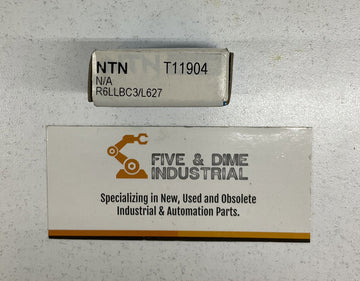 NTN T11904
N/A
R6LLBC3/L627
FIVE & DIME
INDUSTRIAL
Specializing in New, Used and Obsolete
Industrial & Automation Parts.